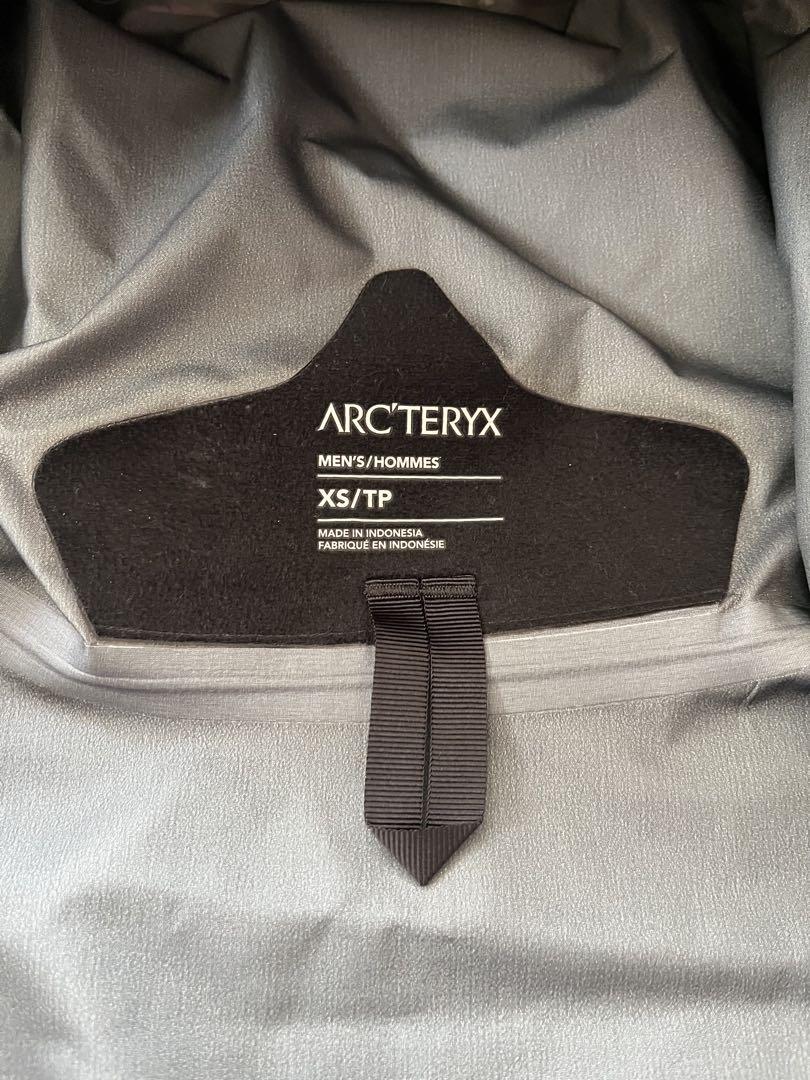 ARC'TERYX
MEN'S/HOMMES
XS/TP
MADE IN INDONESIA
FABRIQUÉ EN INDONÉSIE